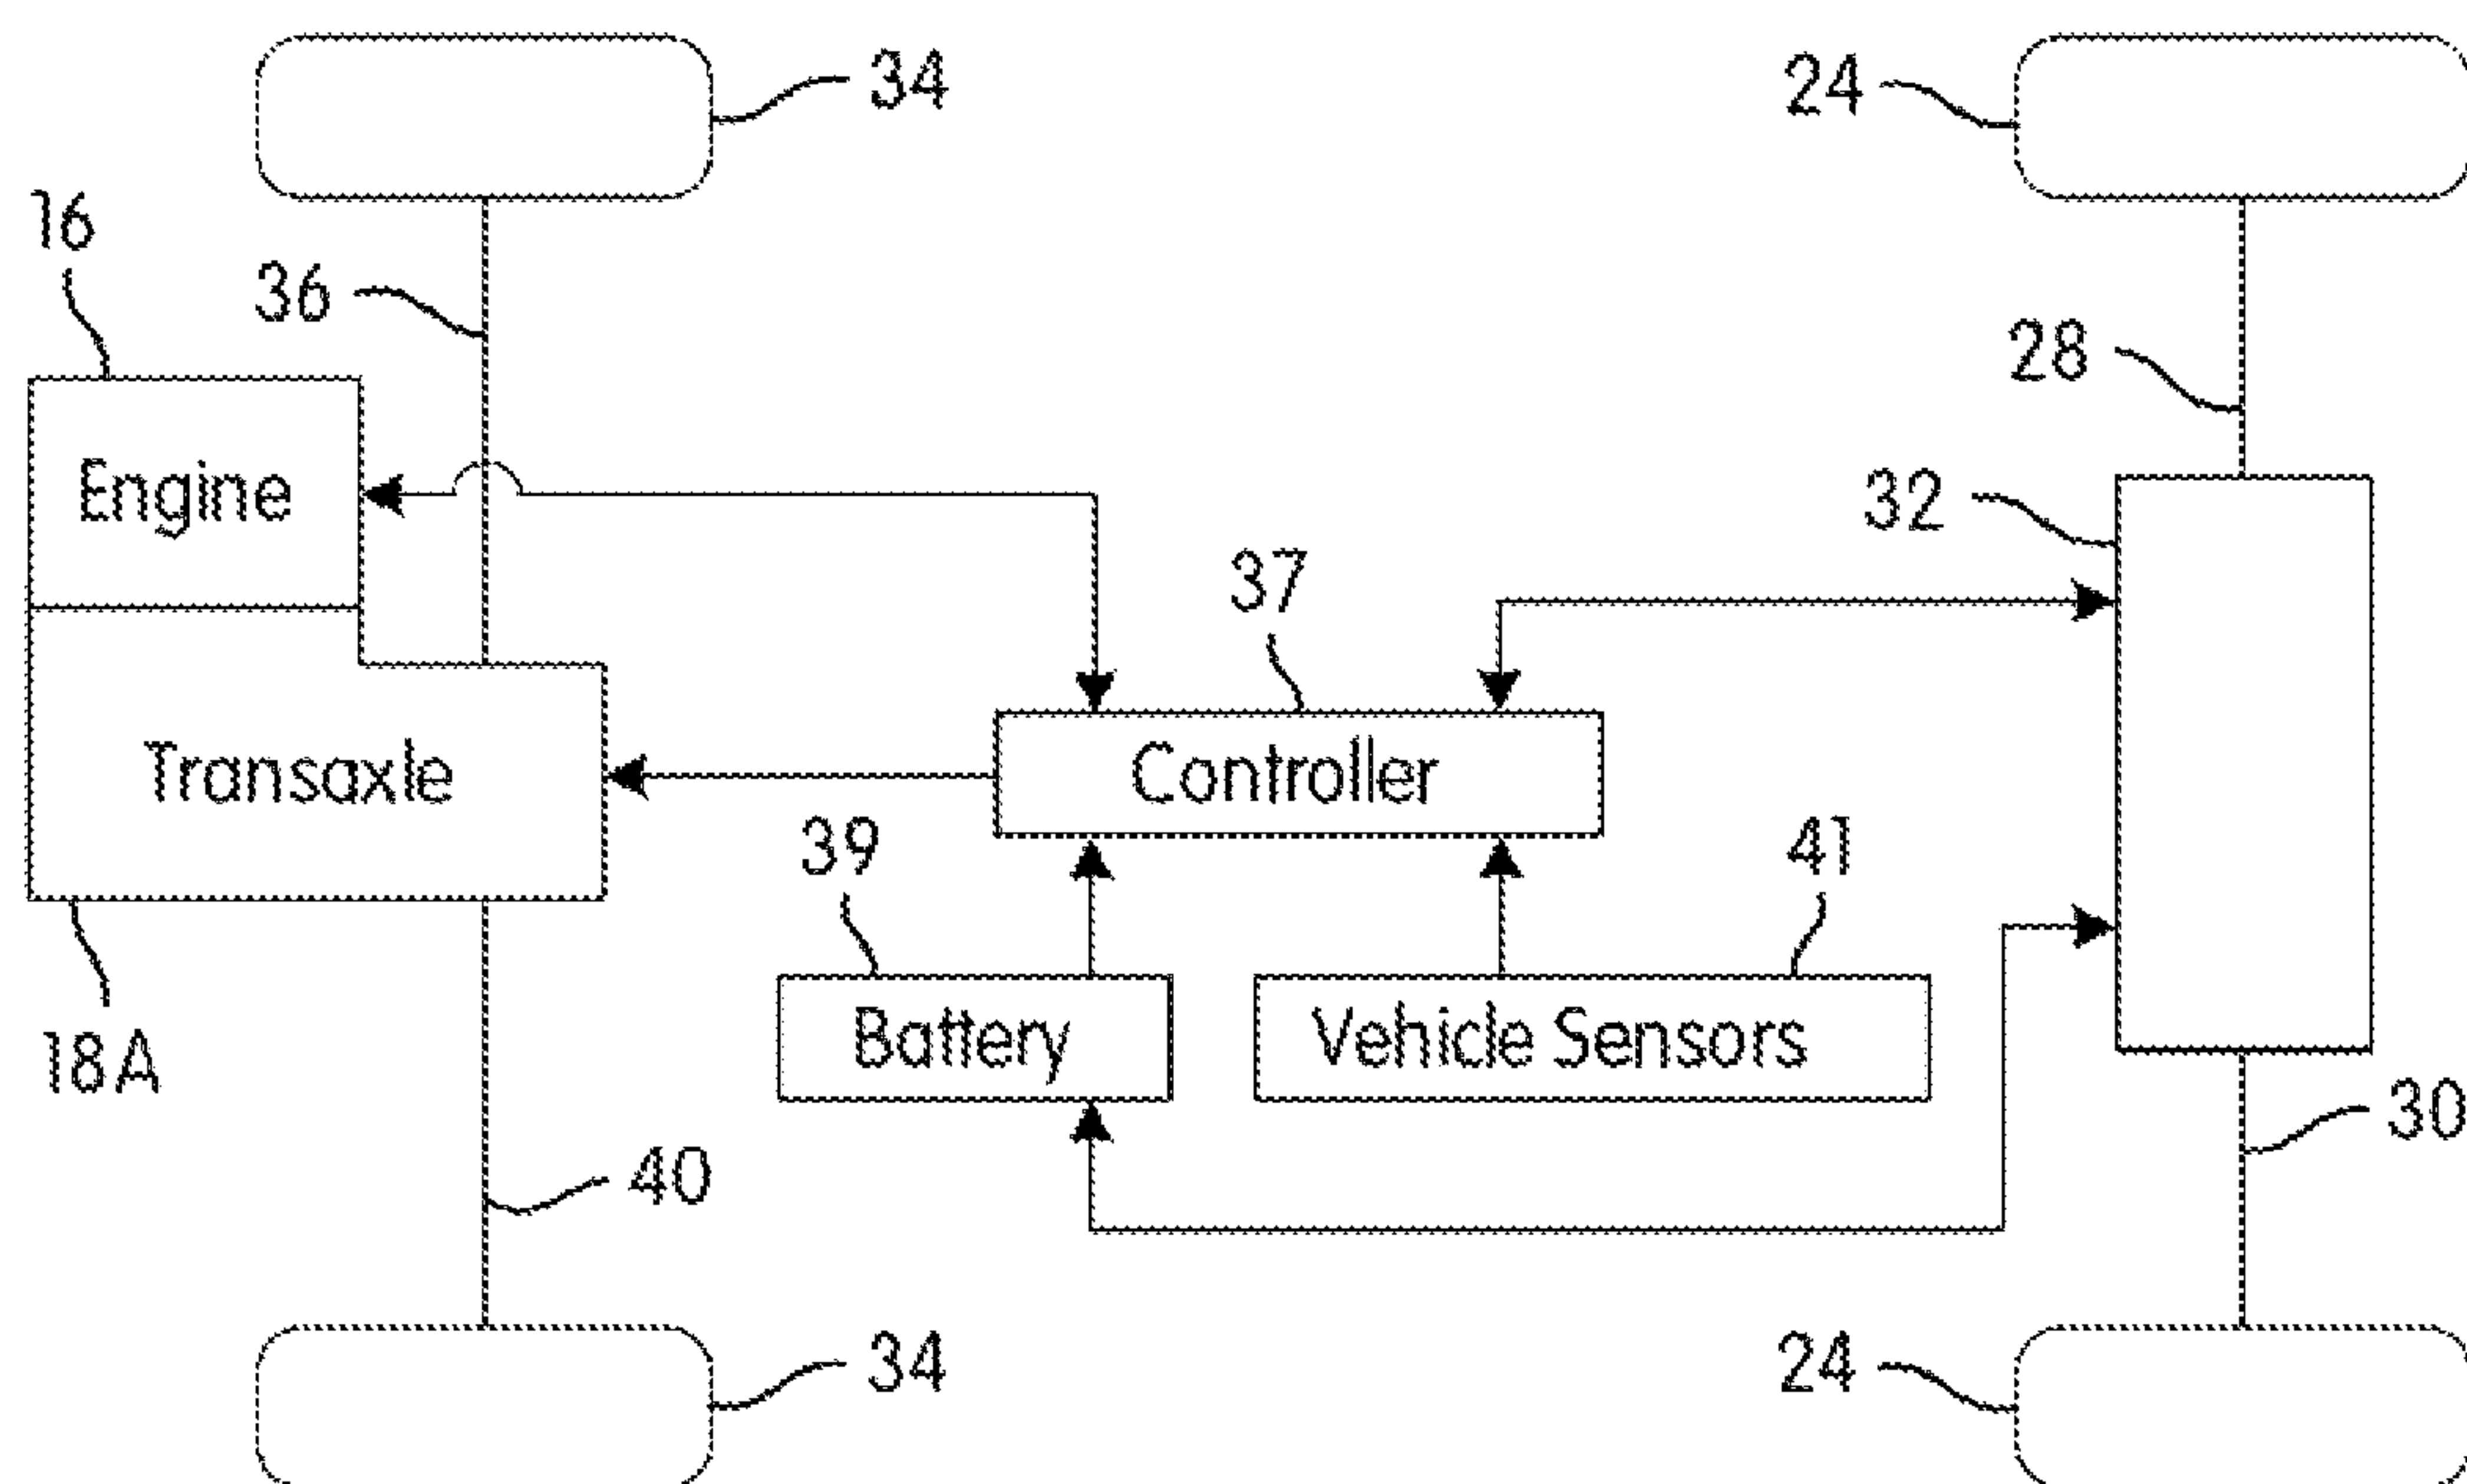 34
24
16
36
28
Engine
32
37
Transaxle
Controller
39
41
Battery
Vehicle Sensors
18A
30
40
34
24